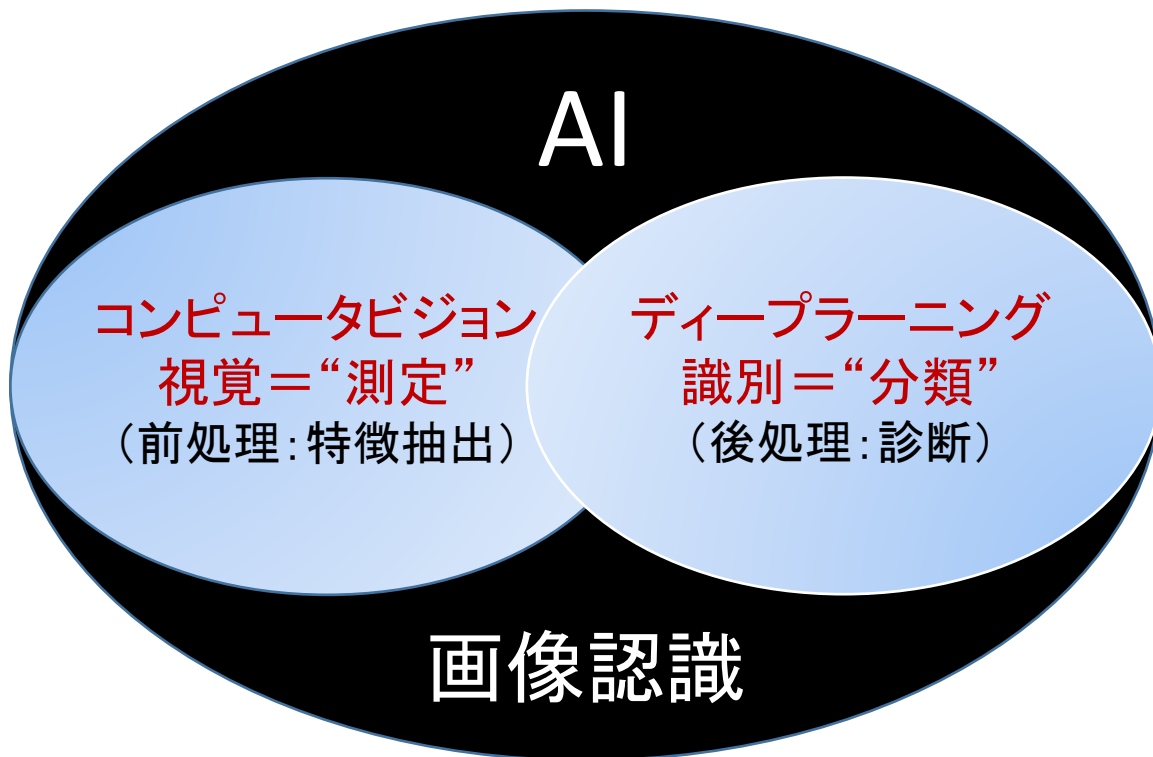 AI
コンピュータビジョン
視覚＝“測定”
（前処理：特徴抽出）
ディープラーニング
識別＝“分類”
（後処理：診断）
画像認識